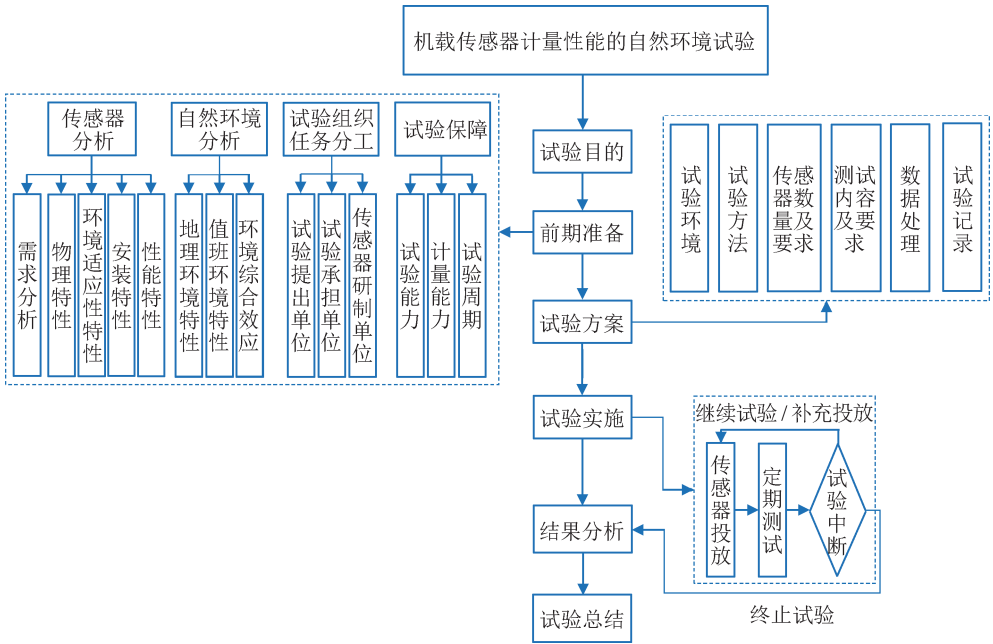 机载传感器计量性能的自然环境试验
传感器
分析
自然环境
分析
试验组织
任务分工
试验保障
需求分析
物理特性
环境适应性特性
安装特性
性能特性
地理环境特性
值班环境特性
环境综合效应
试验提出单位
试验承担单位
传感器研制单位
试验能力
计量能力
试验周期
试验目的
前期准备
试验方案
试验实施
结果分析
试验总结
试验环境
试验方法
传感
器数
量及
要求
测试
内容
及要
求
数据处理
试验记录
继续试验/补充投放
传感器投放
定期测试
试验中断
终止试验